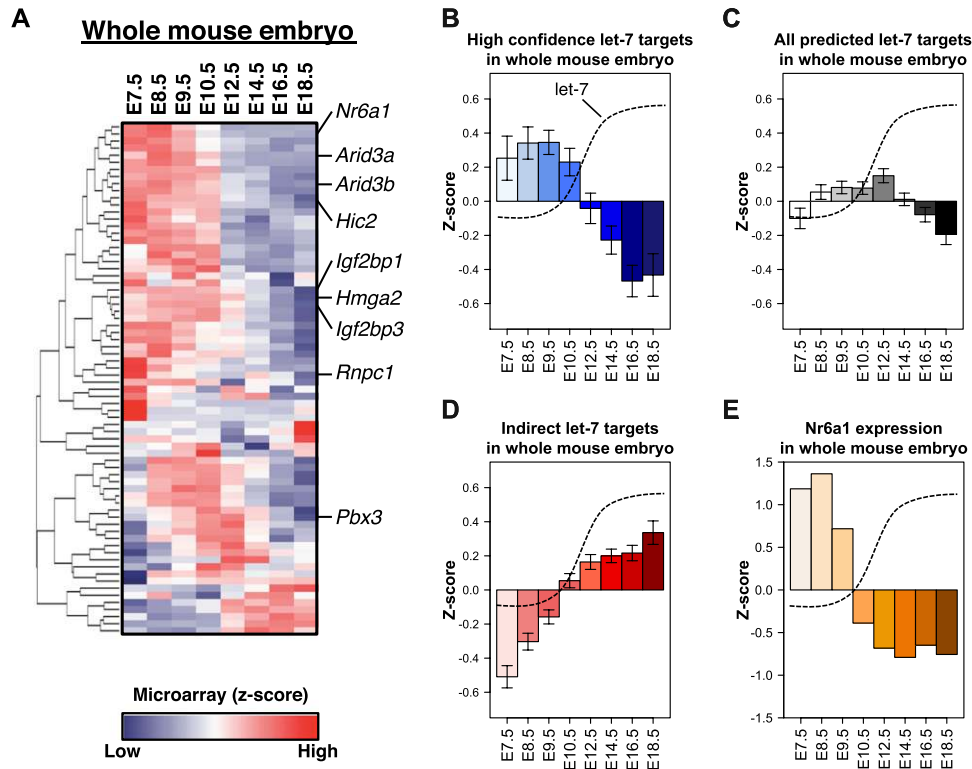 A
Whole mouse embryo
E7.5 E8.5 E9.5 E10.5 E12.5 E14.5 E16.5 E18.5
Nr6a1
Arid3a
Arid3b
Hic2
Igf2bp1
Hmga2
Igf2bp3
Rnpc1
Pbx3
Microarray (z-score)
Low High
B
High confidence let-7 targets
in whole mouse embryo
let-7
Z-score
0.6
0.4
0.2
0.0
-0.2
-0.4
-0.6
E7.5 E8.5 E9.5 E10.5 E12.5 E14.5 E16.5 E18.5
C
All predicted let-7 targets
in whole mouse embryo
Z-score
0.6
0.4
0.2
0.0
-0.2
-0.4
-0.6
E7.5 E8.5 E9.5 E10.5 E12.5 E14.5 E16.5 E18.5
D
Indirect let-7 targets
in whole mouse embryo
Z-score
0.6
0.4
0.2
0.0
-0.2
-0.4
-0.6
E7.5 E8.5 E9.5 E10.5 E12.5 E14.5 E16.5 E18.5
E
Nr6a1 expression
in whole mouse embryo
Z-score
1.5
1.0
0.5
0.0
-0.5
-1.0
-1.5
E7.5 E8.5 E9.5 E10.5 E12.5 E14.5 E16.5 E18.5